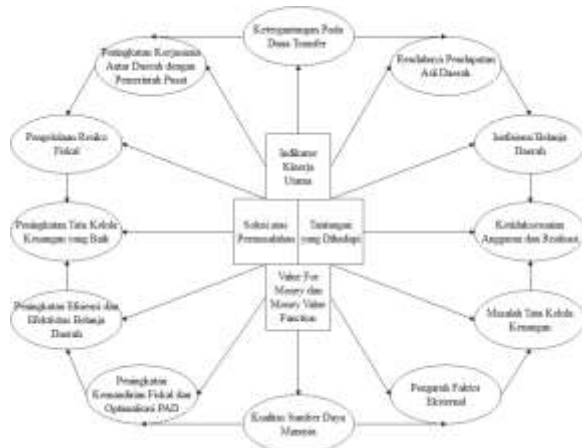 Ketergantungan Pada
Dana Transfer
Peningkatan Kerjasama
Antar Daerah dengan
Pemerintah Pusat
Rendahnya Pendapatan
Asli Daerah
Pengelolaan Resiko
Fiskal
Indikator
Kinerja
Utama
Inefisiensi Belanja
Daerah
Peningkatan Tata Kelola
Keuangan yang Baik
Solusi atas
Permasalahan
Tantangan
yang Dihadapi
Ketidaksesuaian
Anggaran dan Realisasi
Value For
Money dan
Money Value
Function
Peningkatan Efisiensi dan
Efektivitas Belanja
Daerah
Masalah Tata Kelola
Keuangan
Peningkatan
Kemandirian Fiskal dan
Optimalisasi PAD
Pengaruh Faktor
Eksternal
Kualitas Sumber Daya
Manusia